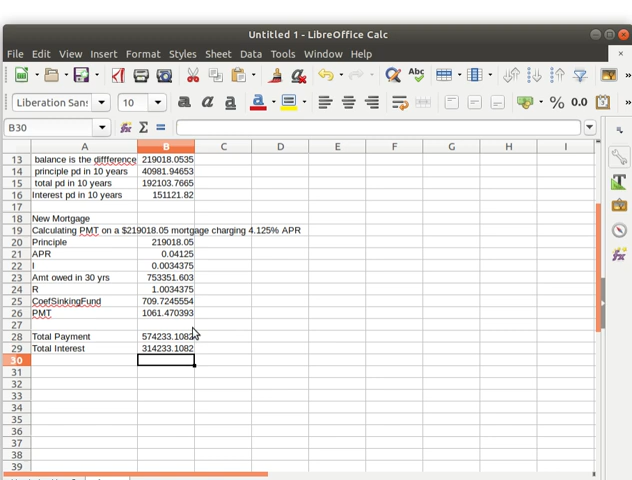 Untitled 1 - LibreOffice Calc
File Edit View Insert Format Styles Sheet Data Tools Window Help
Liberation Sans 10
B30
A B C D E F G H I
13 balance is the diffference 219018.0535
14 principle pd in 10 years 40981.94653
15 total pd in 10 years 192103.7665
16 Interest pd in 10 years 151121.82
17
18 New Mortgage
19 Calculating PMT on a $219018.05 mortgage charging 4.125% APR
20 Principle 219018.05
21 APR 0.04125
22 I 0.0034375
23 Amt owed in 30 yrs 753351.603
24 R 1.0034375
25 CoefSinkingFund 709.7245554
26 PMT 1061.470393
27
28 Total Payment 574233.1082
29 Total Interest 314233.1082
30
31
32
33
34
35
36
37
38
39